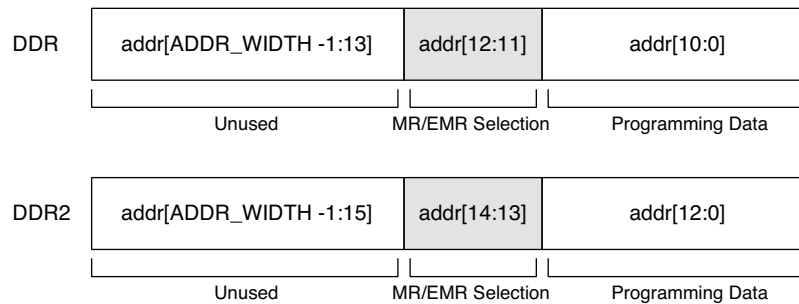 DDR addr[ADDR_WIDTH -1:13] addr[12:11] addr[10:0]
Unused MR/EMR Selection Programming Data
DDR2 addr[ADDR_WIDTH -1:15] addr[14:13] addr[12:0]
Unused MR/EMR Selection Programming Data